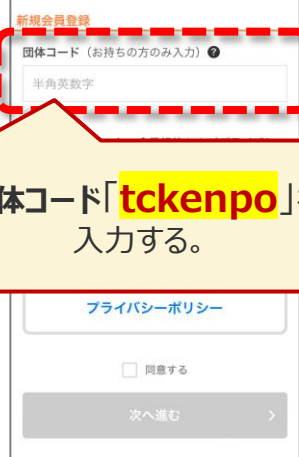 新規会員登録
団体コード（お持ちの方のみ入力）?
半角英数字
体コード「tckenpo」を
入力する。
プライバシーポリシー
同意する
次へ進む